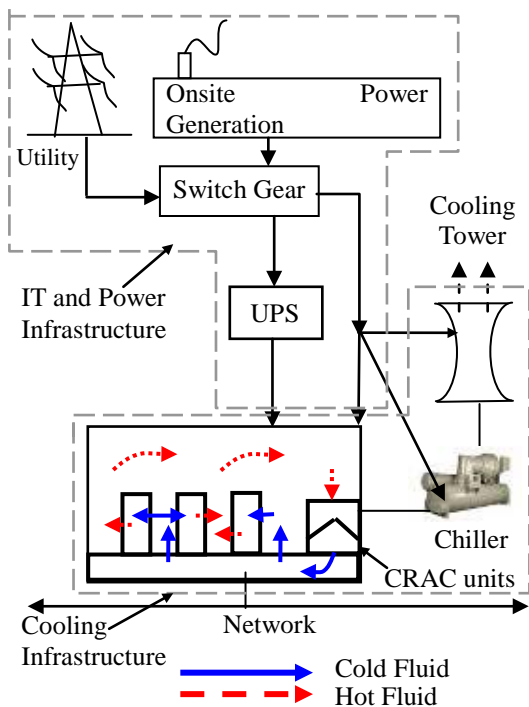 Onsite Power
Generation
Utility
Switch Gear
Cooling
Tower
IT and Power
Infrastructure
UPS
Chiller
CRAC units
Cooling
Infrastructure
Network
Cold Fluid
Hot Fluid